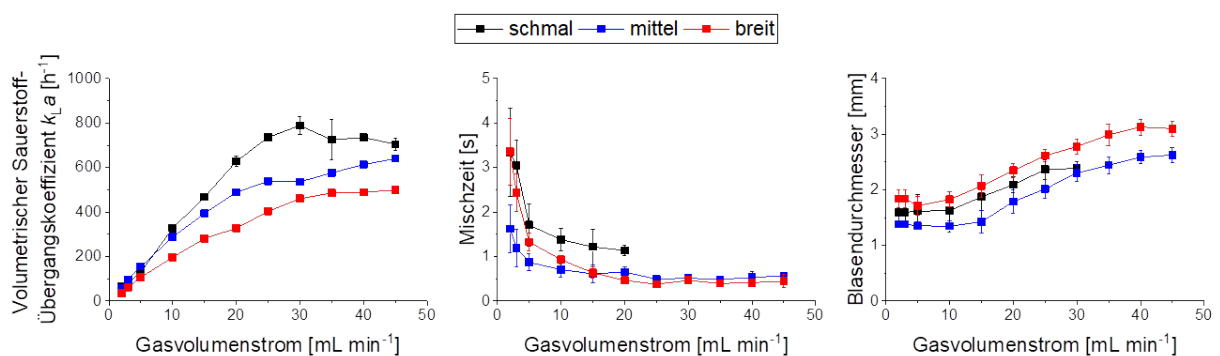 schmal mittel breit
Volumetrischer Sauerstoff-
Übergangskoeffizient kL a [h-1]
1000
800
600
400
200
0
0 10 20 30 40 50
Gasvolumenstrom [mL min-1]
Mischzeit [s]
5
4
3
2
1
0
0 10 20 30 40 50
Gasvolumenstrom [mL min-1]
Blasendurchmesser [mm]
4
3
2
1
0
0 10 20 30 40 50
Gasvolumenstrom [mL min-1]